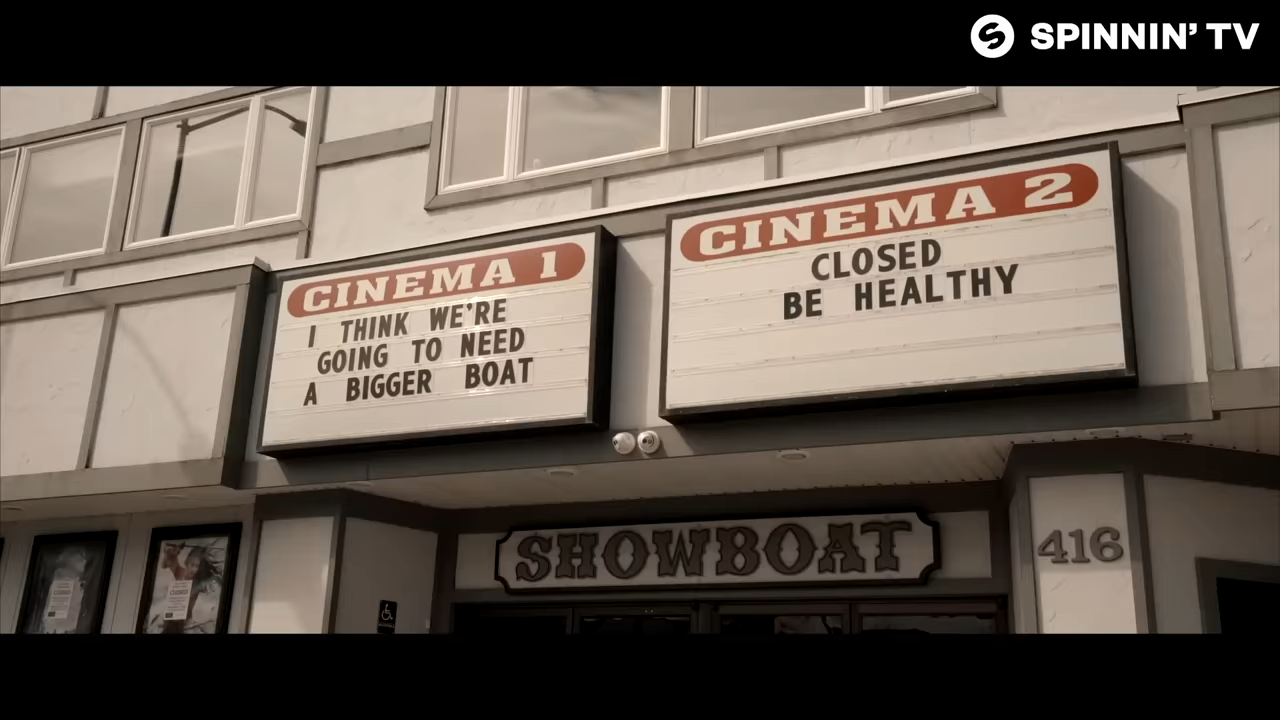 SPINNIN' TV
CINEMA 1
I THINK WE'RE
GOING TO NEED
A BIGGER BOAT
CINEMA 2
CLOSED
BE HEALTHY
SHOWBOAT
416
CLOSED